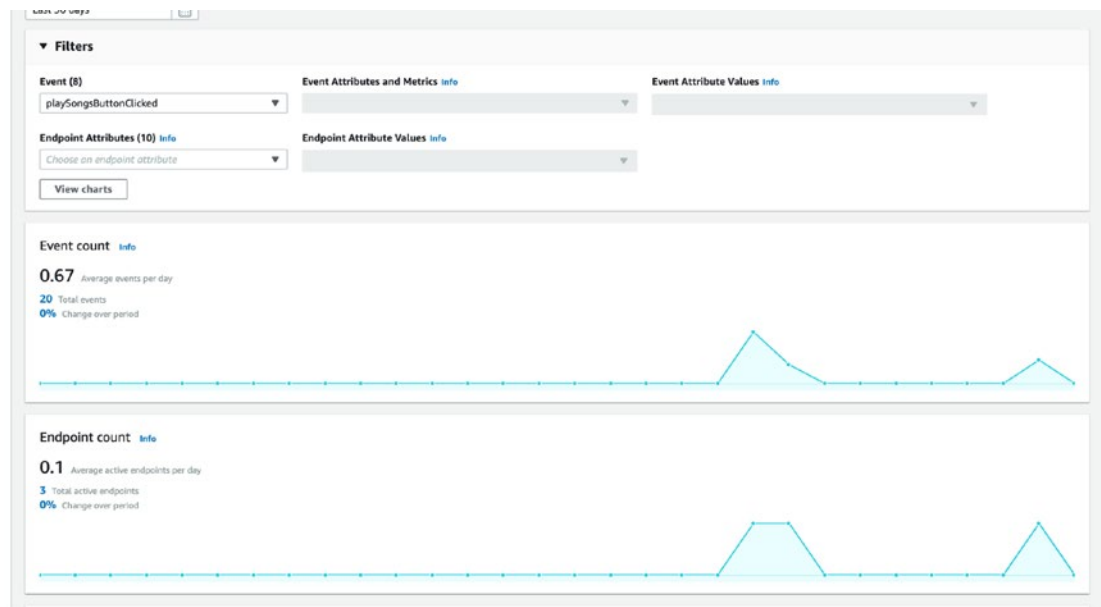 Last 30 days
▼ Filters
Event (8)
Event Attributes and Metrics Info
Event Attribute Values Info
playSongsButtonClicked
Endpoint Attributes (10) Info
Endpoint Attribute Values Info
Choose an endpoint attribute
View charts
Event count Info
0.67 Average events per day
20 Total events
0% Change over period
Endpoint count Info
0.1 Average active endpoints per day
3 Total active endpoints
0% Change over period